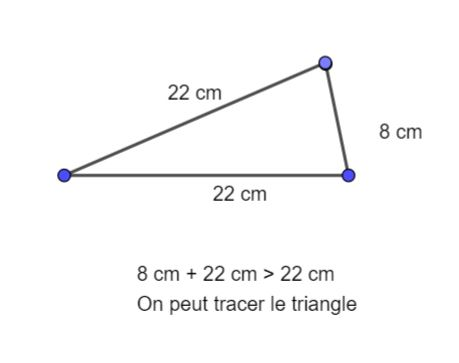 22 cm
8 cm
22 cm
8 cm + 22 cm > 22 cm
On peut tracer le triangle